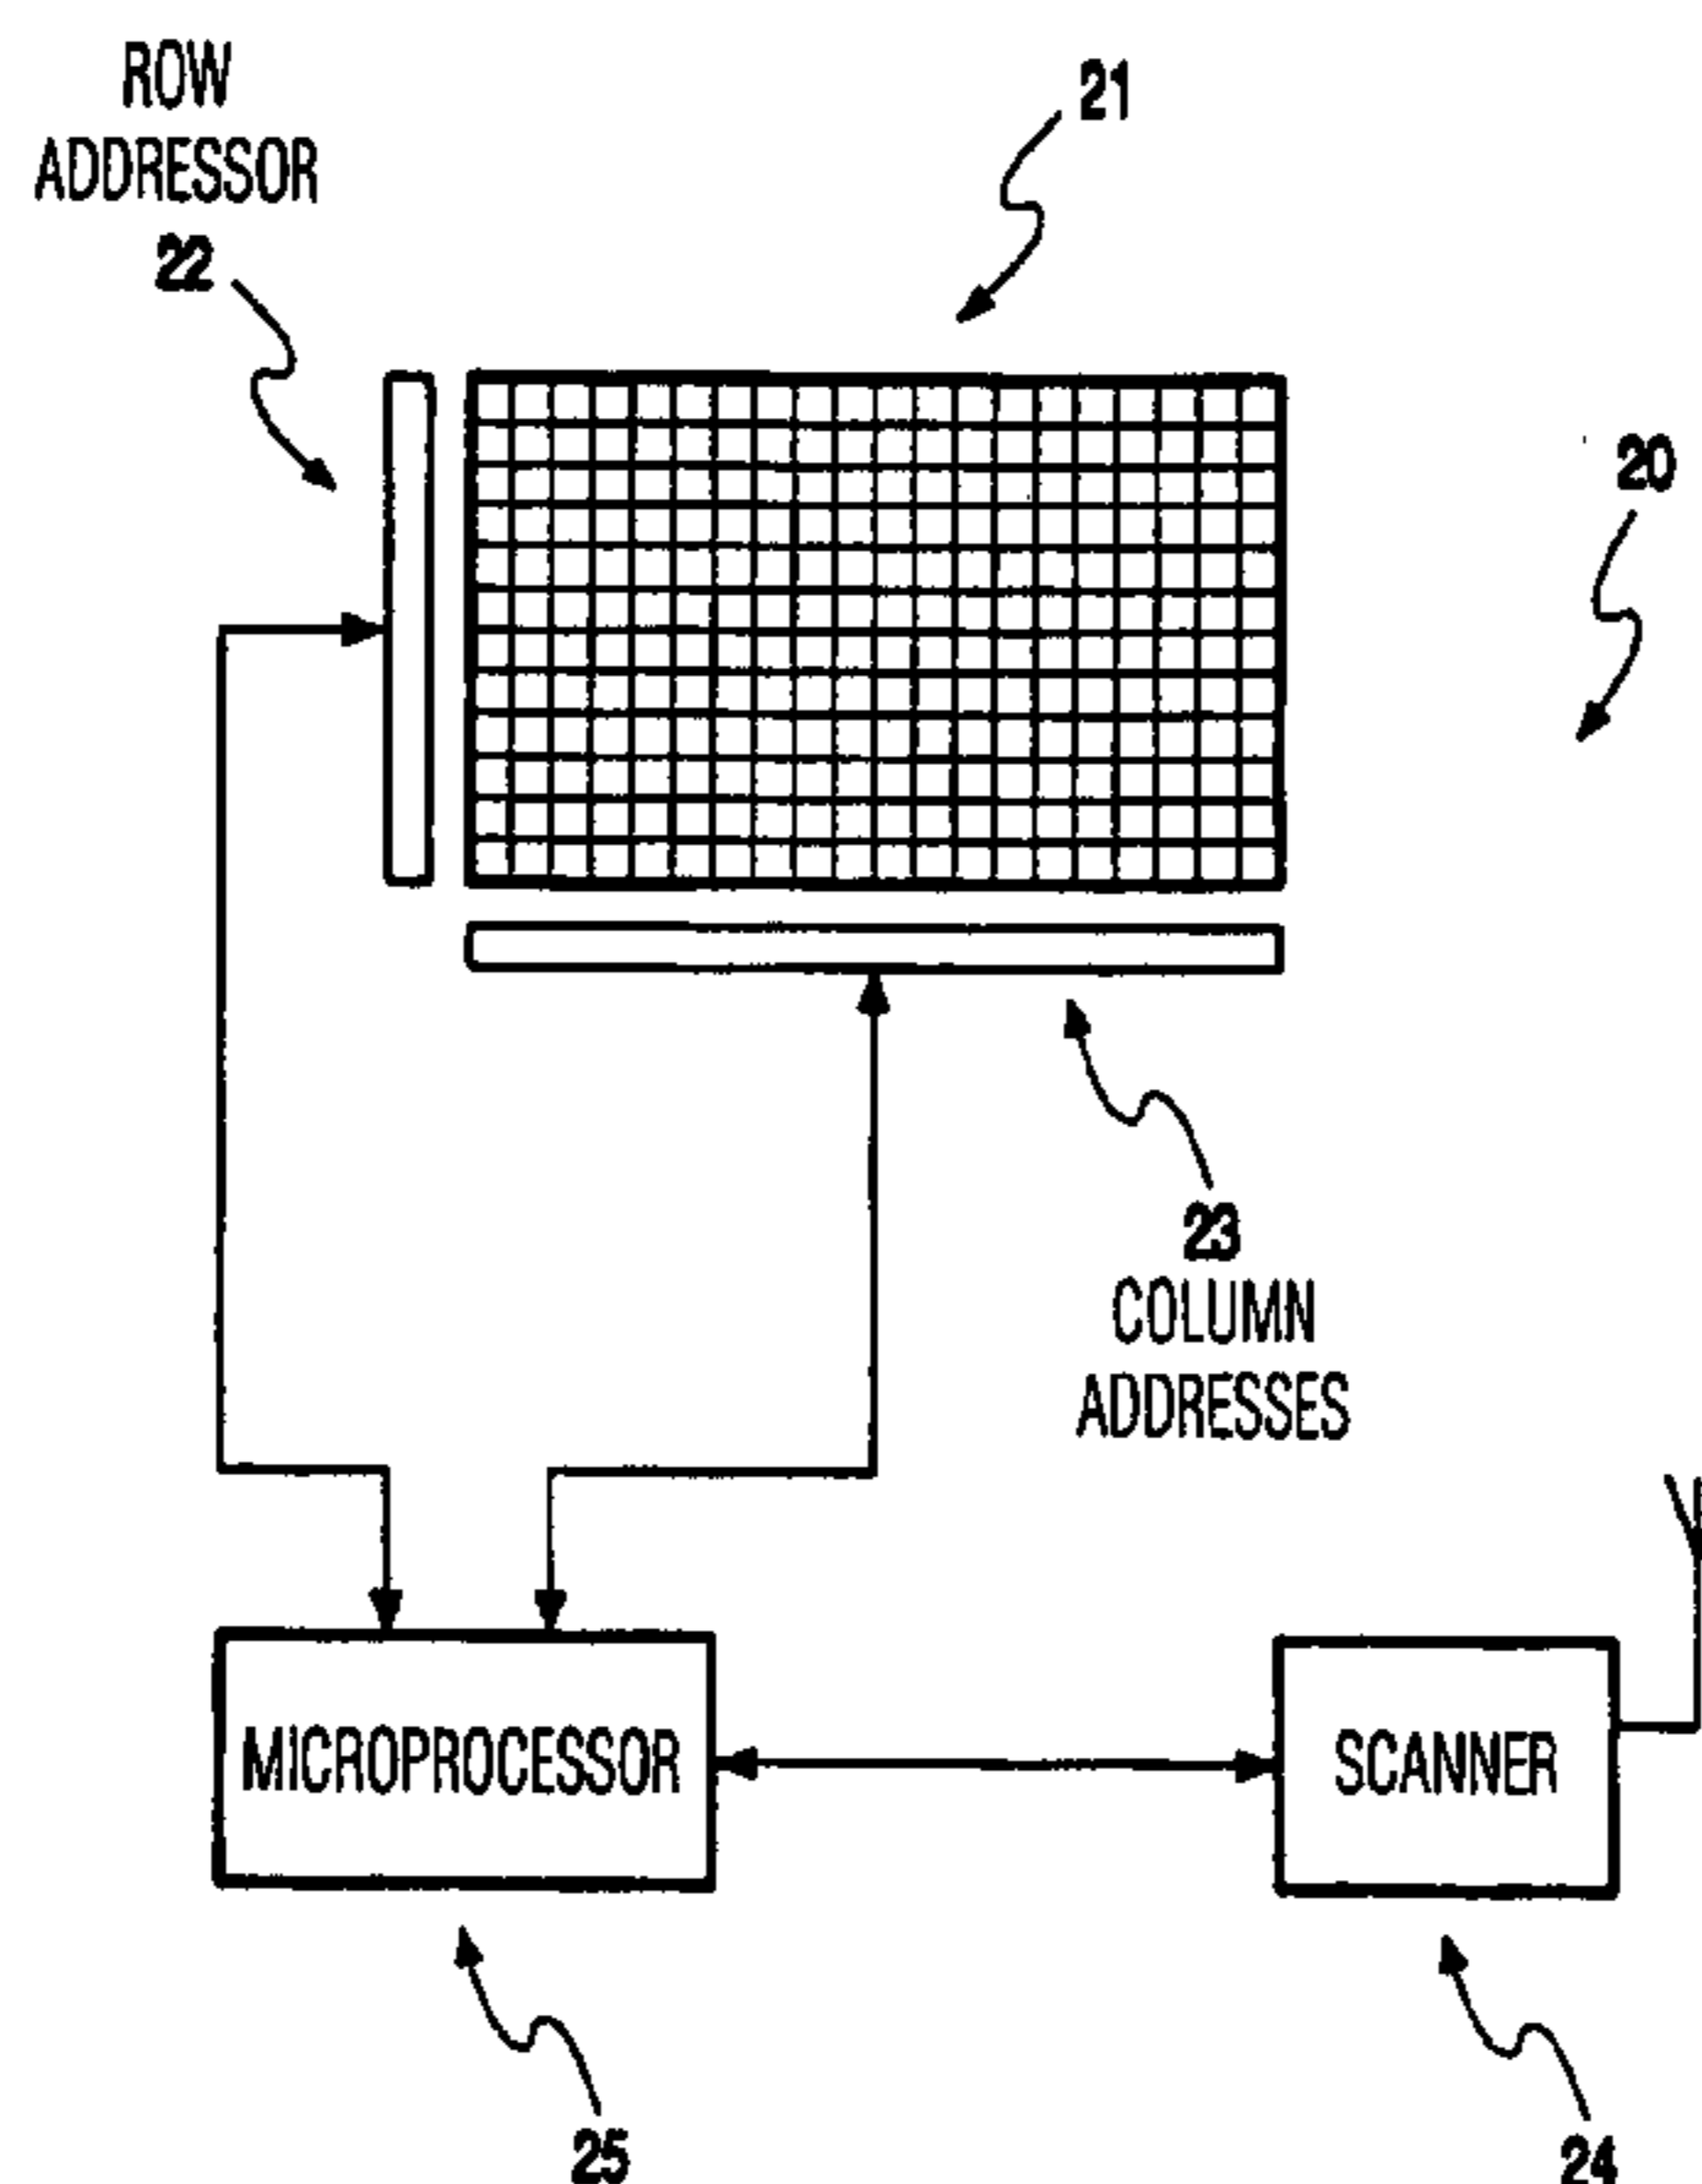 ROW
ADDRESSOR
22
21
20
23
COLUMN
ADDRESSES
MICROPROCESSOR
SCANNER
25
24